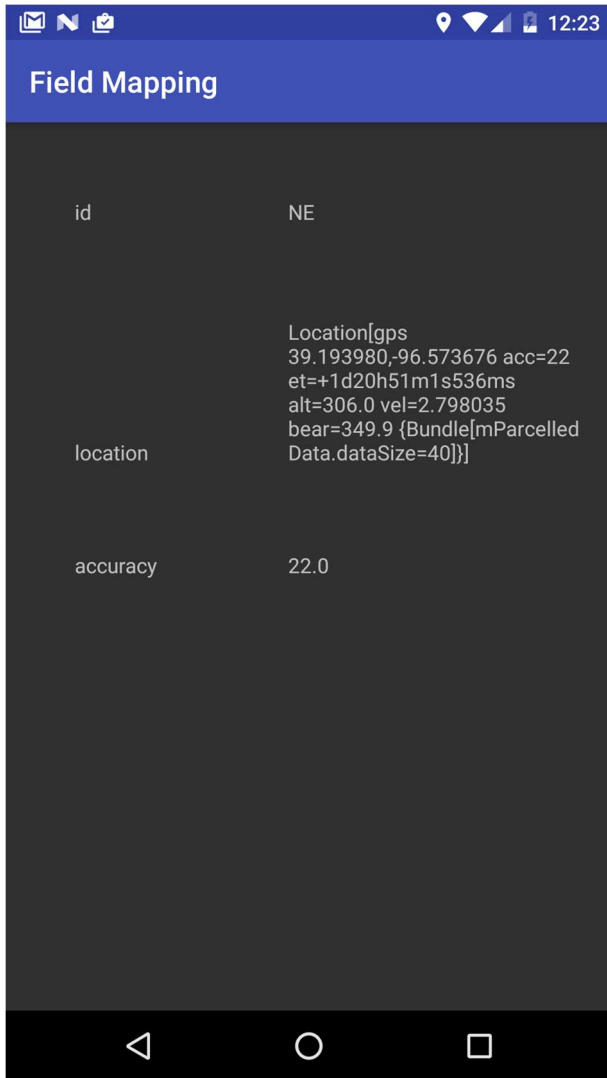 12:23
Field Mapping
id
NE
location
Location[gps
39.193980,-96.573676 acc=22
et=+1d20h51m1s536ms
alt=306.0 vel=2.798035
bear=349.9 {Bundle[mParcelled
Data.dataSize=40]}]
accuracy
22.0